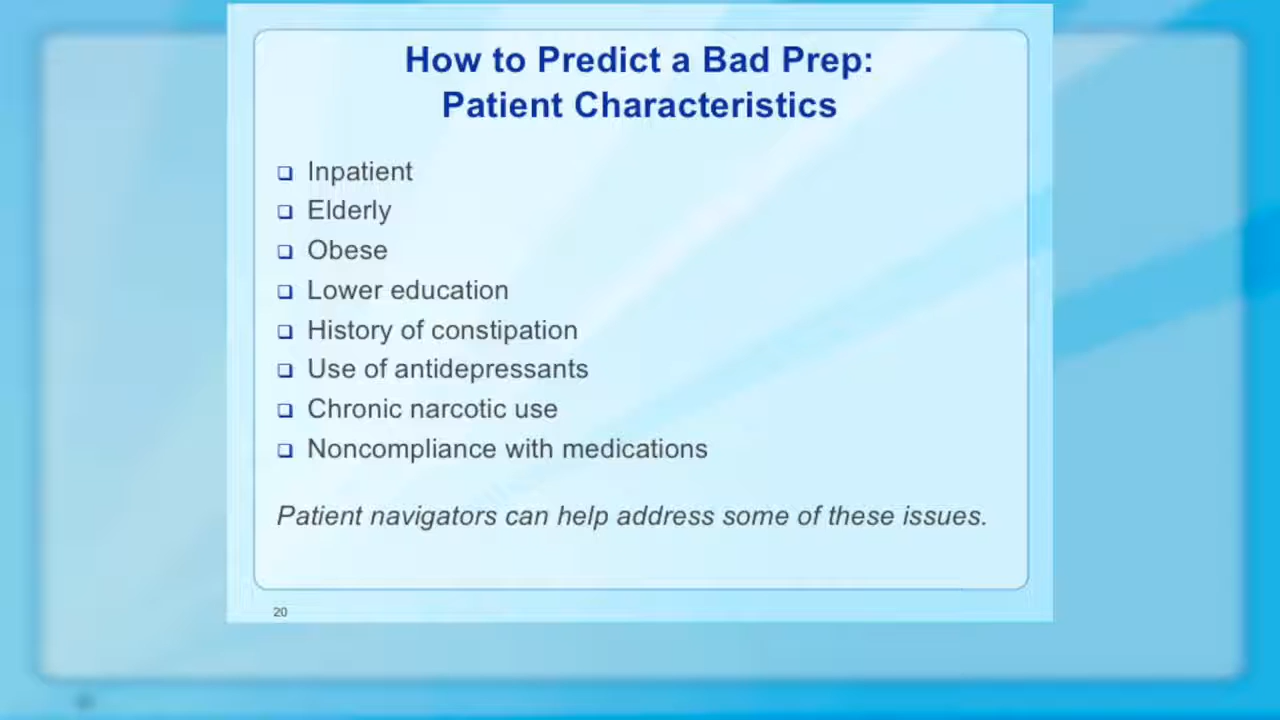 How to Predict a Bad Prep:
Patient Characteristics
Inpatient
Elderly
Obese
Lower education
History of constipation
Use of antidepressants
Chronic narcotic use
Noncompliance with medications
Patient navigators can help address some of these issues.
20